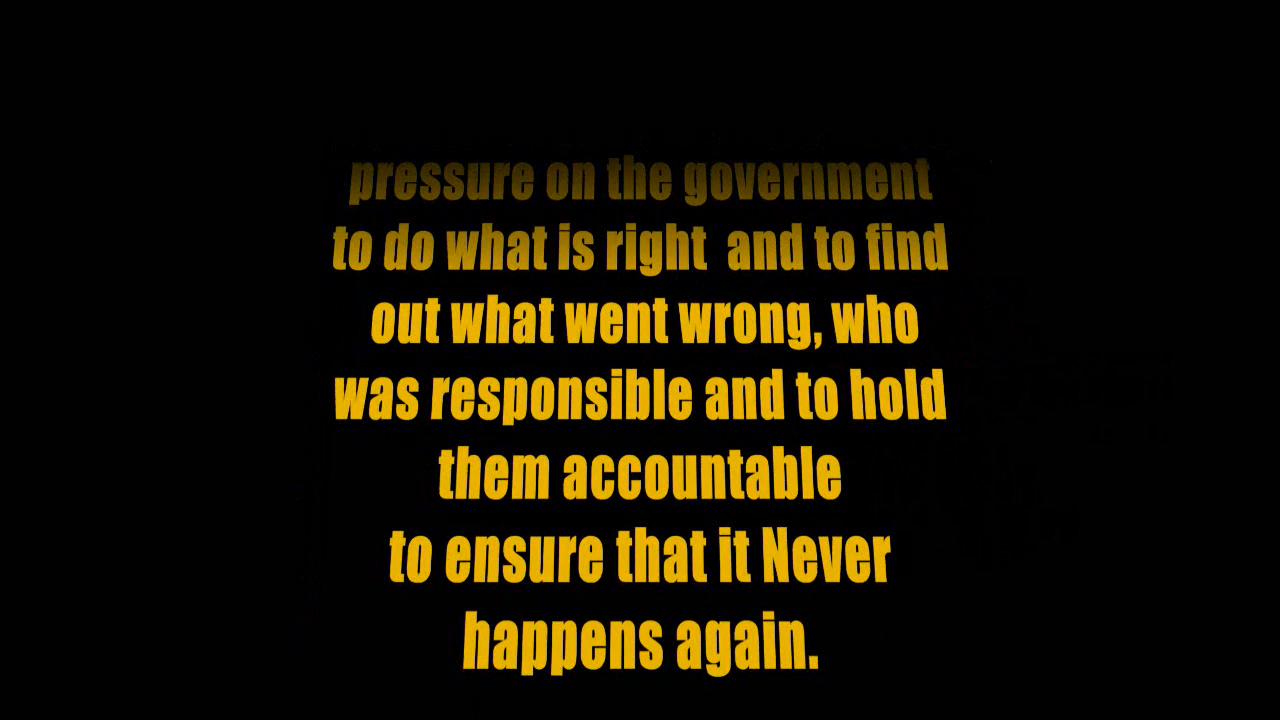 pressure on the government
to do what is right  and to find
out what went wrong, who
was responsible and to hold
them accountable
to ensure that it Never
happens again.